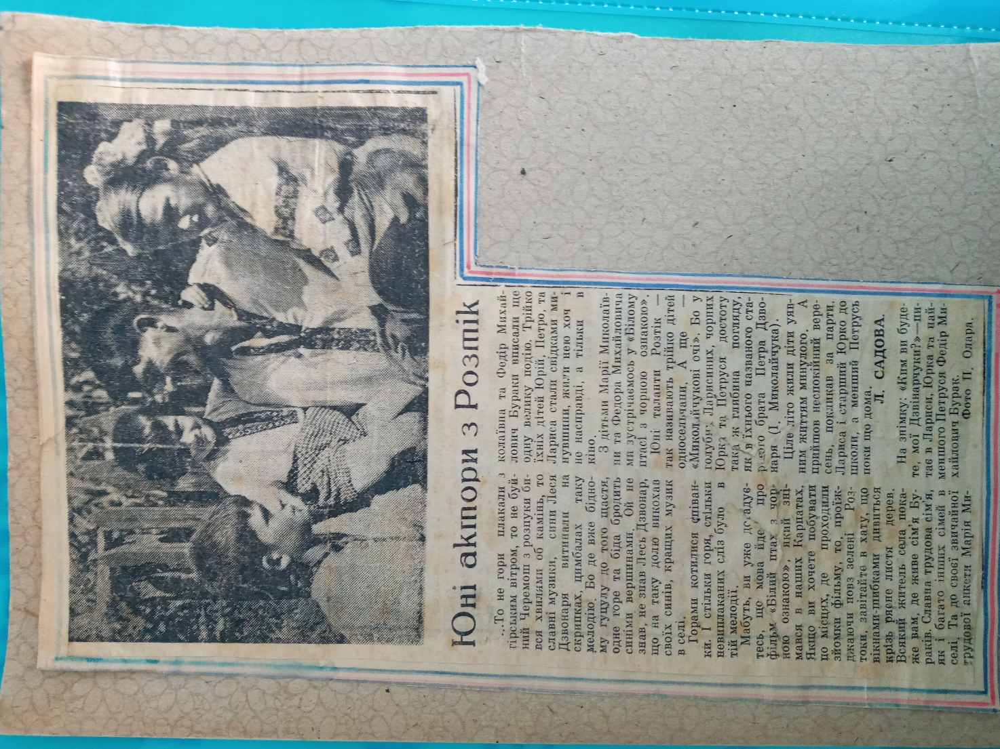 Юні актори з Розтік
...То не гори плакали з
гірським вітром, то не буй-
ний Черемош з розпуки би-
вся хвилями об камінь, то
славні музики, сини Леся
Дзвонаря витинали на
скрипках, цимбалах таку
мелодію. Бо де вже бідно-
му гуцулу до того щастя,
одне горе та біда бродить
синіми вершинами. Ой не
знав, не знав Лесь Дзвонар,
що на таку долю викохав
своїх синів, кращих музик
в селі.
Горами котилися співан-
ки. І стільки горя, стільки
невиплаканих сліз було в
тій мелодії.
Мабуть, ви уже догадує-
тесь, що мова йде про
фільм «Білий птах з чор-
ною ознакою», який зні-
мався в наших Карпатах.
Якщо ви хочете побувати
по місцях, де проходили
зйомки фільму, то, проїж-
джаючи повз зелені Роз-
токи, завітайте в хату, що
вікнами-шибками дивиться
крізь рясне листя дерев.
Всякий житель села пока-
же вам, де живе сім'я Бу-
раків. Славна трудова сім'я,
як і багато інших сімей в
селі. Та до своєї звичайної
трудової анкети Марія Ми-
колаївна та Федір Михай-
лович Бураки вписали ще
одну велику подію. Трійко
їхніх дітей Юрій, Петро, та
Лариса стали свідками ми-
нувшини, жили нею хоч і
не насправді, а тільки в
кіно.
З дітьми Марії Миколаїв-
ни та Федора Михайловича
ми зустрічаємось у «Білому
птасі з чорною ознакою».
Юні таланти Розтік —
так називають трійко дітей
односельчани. А ще —
«Миколайчукові очі». Бо у
голубих Ларисиних, чорних
Юрка та Петруся достоту
така ж глибина погляду,
як в їхнього названого ста-
ршого брата Петра Дзво-
наря (І. Миколайчука).
Ціле літо жили діти уяв-
ним життям минулого. А
прийшов неспокійний вере-
сень, покликав за парти.
Лариса і старший Юрко до
школи, а менший Петрусь
поки що дома.
Л. САДОВА.
На знімку: «Ким ви буде-
те, мої Дзвінарчуки?»—пи-
тає в Лариси, Юрка та най-
меншого Петруся Федір Ми-
хайлович Бурак.
Фото П. Олара.